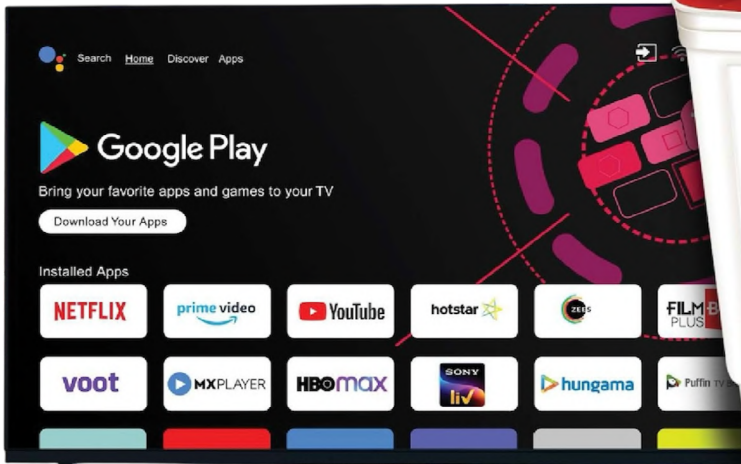 Search Home Discover Apps
Google Play
Bring your favorite apps and games to your TV
Download Your Apps
Installed Apps
NETFLIX prime video YouTube hotstar ZEE5 FILM
PLUS
voot MXPLAYER HBOmax SONY liv hungama Puffin TV